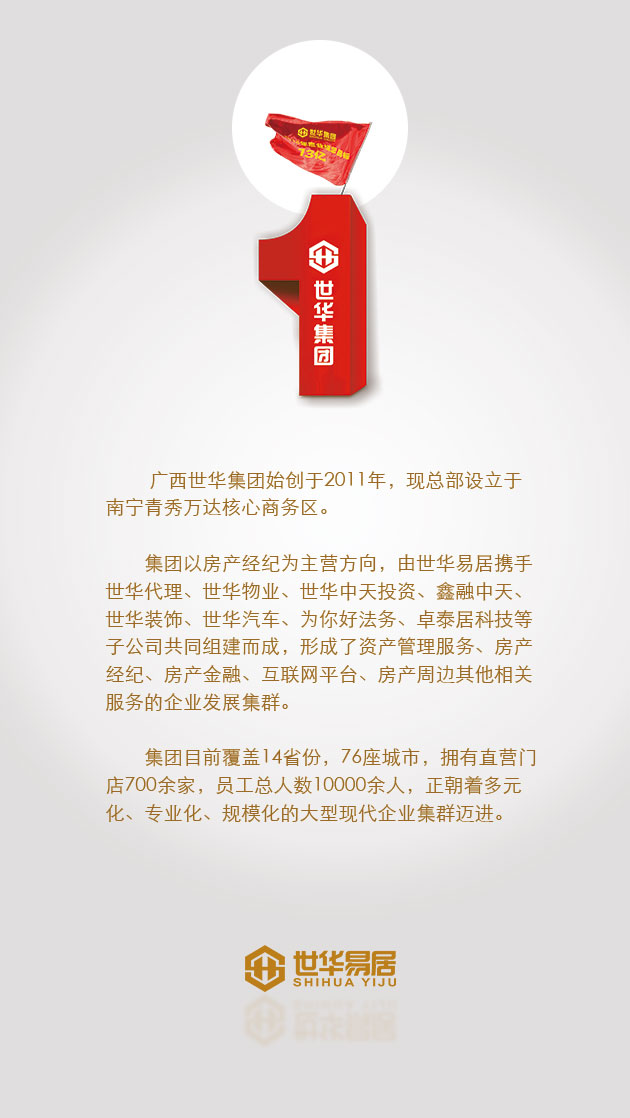 世华集团
13亿
世华集团
广西世华集团始创于2011年，现总部设立于
南宁青秀万达核心商务区。
集团以房产经纪为主营方向，由世华易居携手
世华代理、世华物业、世华中天投资、鑫融中天、
世华装饰、世华汽车、为你好法务、卓泰居科技等
子公司共同组建而成，形成了资产管理服务、房产
经纪、房产金融、互联网平台、房产周边其他相关
服务的企业发展集群。
集团目前覆盖14省份，76座城市，拥有直营门
店700余家，员工总人数10000余人，正朝着多元
化、专业化、规模化的大型现代企业集群迈进。
世华易居
SHIHUA YIJU